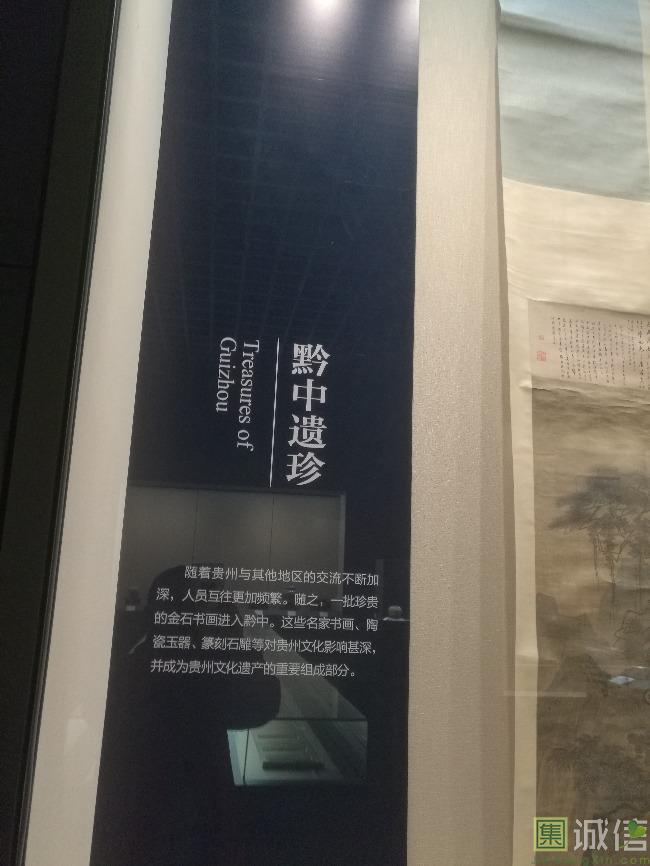 黔中遗珍
Treasures of
Guizhou
随着贵州与其他地区的交流不断加
深，人员互往更加频繁。随之，一批珍贵
的金石书画进入黔中。这些名家书画、陶
瓷玉器、篆刻石雕等对贵州文化影响甚深，
并成为贵州文化遗产的重要组成部分。
集 诚信